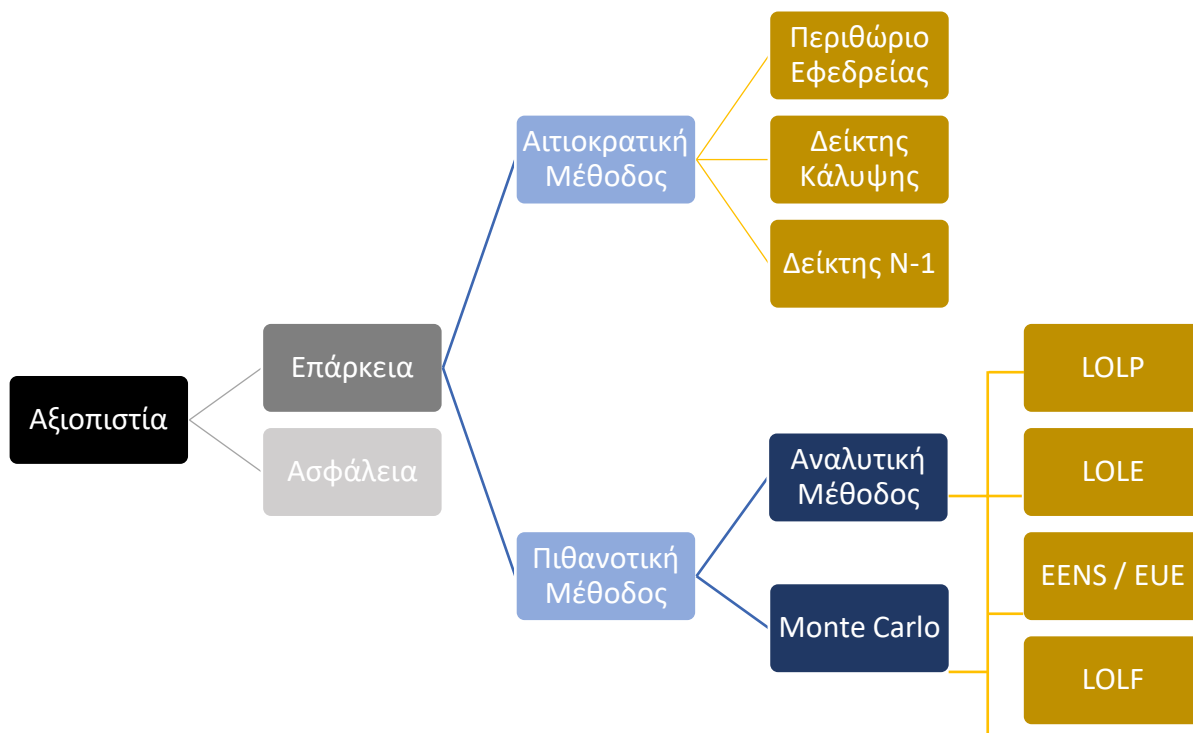 Περιθώριο
Εφεδρείας
Αιτιοκρατική
Μέθοδος
Δείκτης
Κάλυψης
Δείκτης N-1
Επάρκεια
LOLP
Αξιοπιστία
Ασφάλεια
Αναλυτική
Μέθοδος
LOLE
Πιθανοτική
Μέθοδος
EENS / EUE
Monte Carlo
LOLF